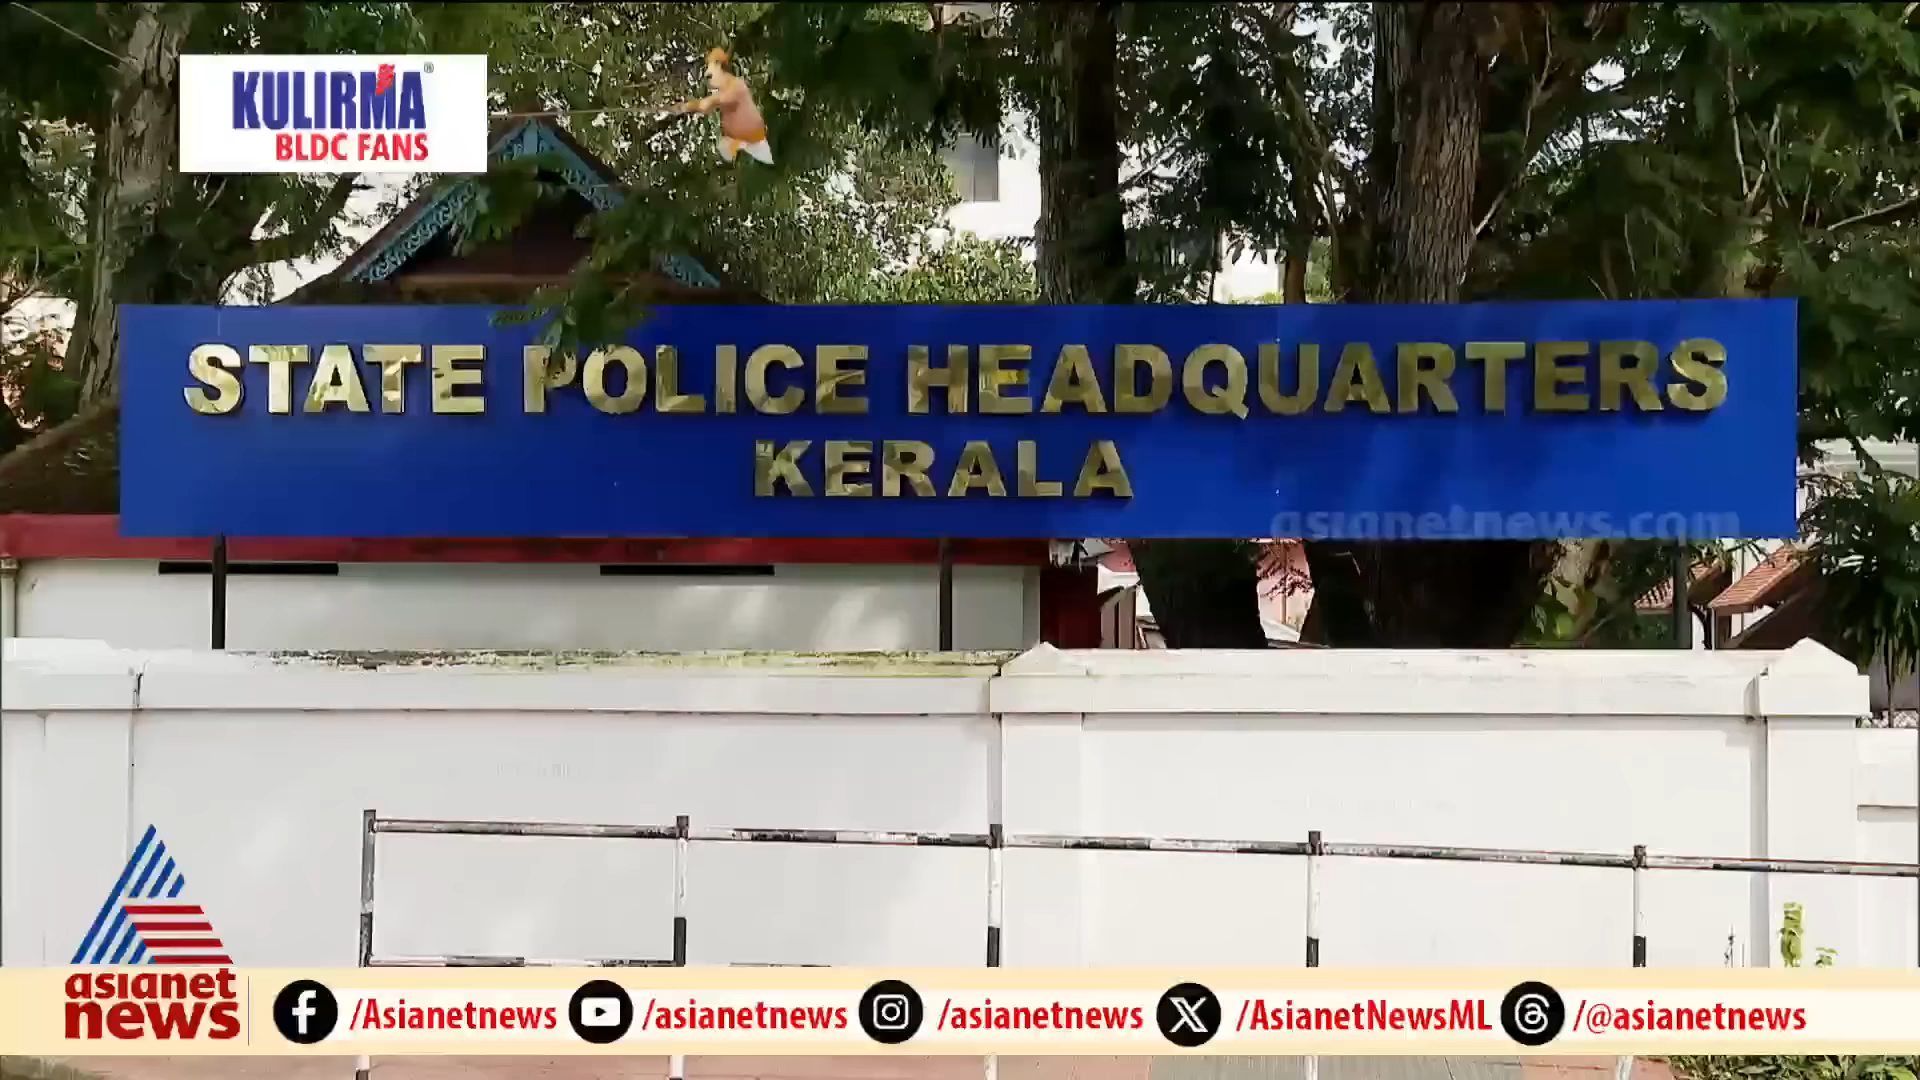 KULIRMA®
BLDC FANS
STATE POLICE HEADQUARTERS
KERALA
asianetnews.com
asianet
news
/Asianetnews
/asianetnews
/asianetnews
/AsianetNewsML
/@asianetnews